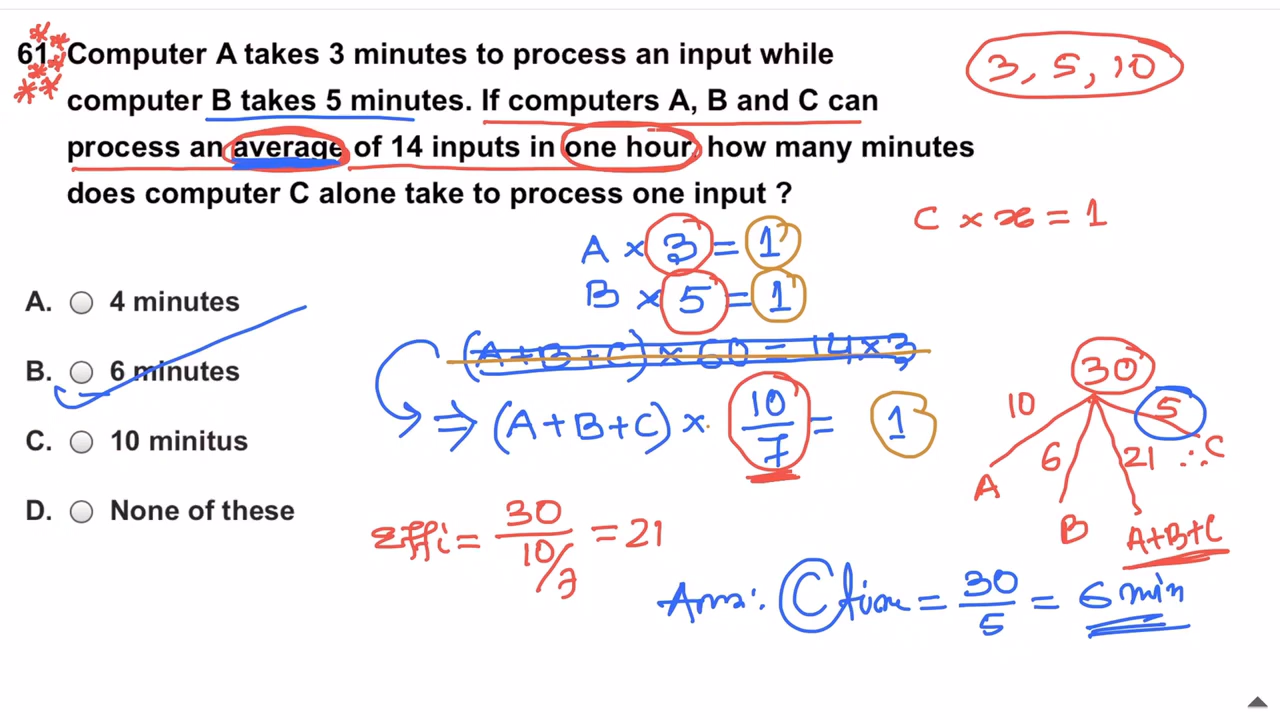 61. Computer A takes 3 minutes to process an input while
computer B takes 5 minutes. If computers A, B and C can
process an average of 14 inputs in one hour, how many minutes
does computer C alone take to process one input ?
3, 5, 10
C × x = 1
A × 3 = 1
B × 5 = 1
(A+B+C) × 60 = 14 × 3
⇒ (A+B+C) × 10/7 = 1
A. 4 minutes
B. 6 minutes
C. 10 minitus
D. None of these
30
10 6 21 5
A B A+B+C ∴ C
Effi = 30/10/7 = 21
Ans: C time = 30/5 = 6 min